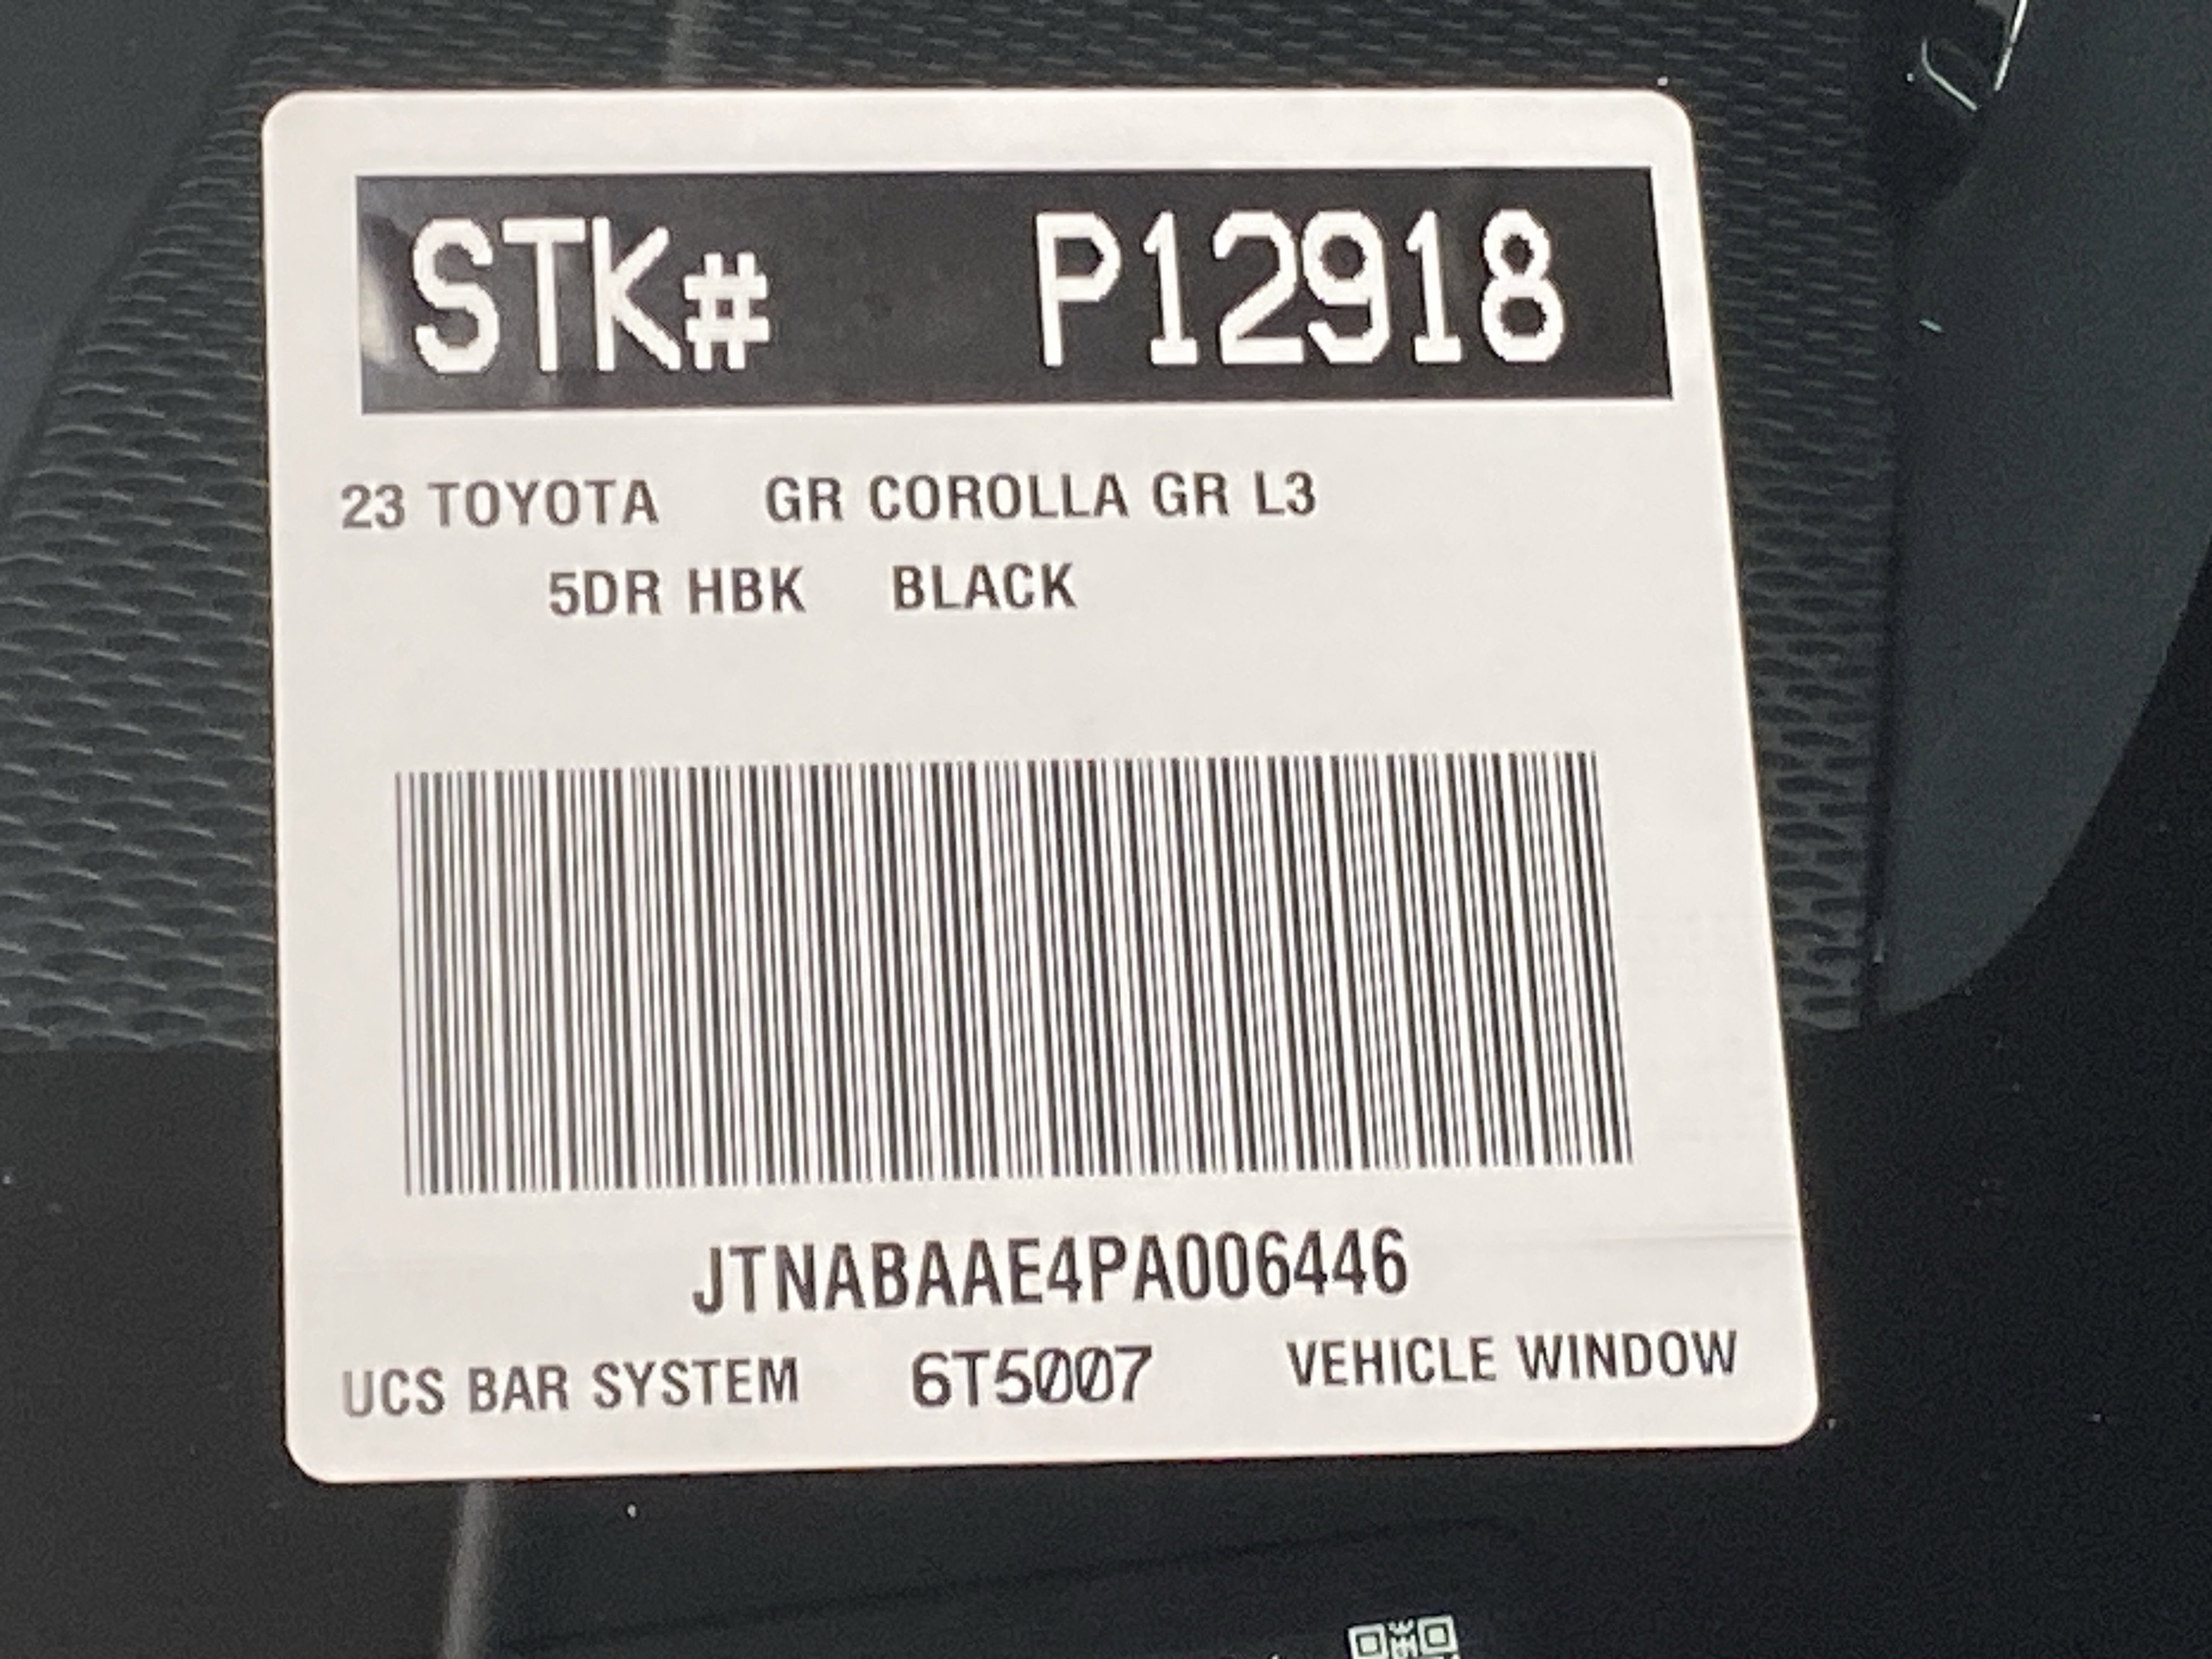 STK# P12918
23 TOYOTA GR COROLLA GR L3
5DR HBK BLACK
JTNABAAE4PA006446
UCS BAR SYSTEM 6T5007 VEHICLE WINDOW